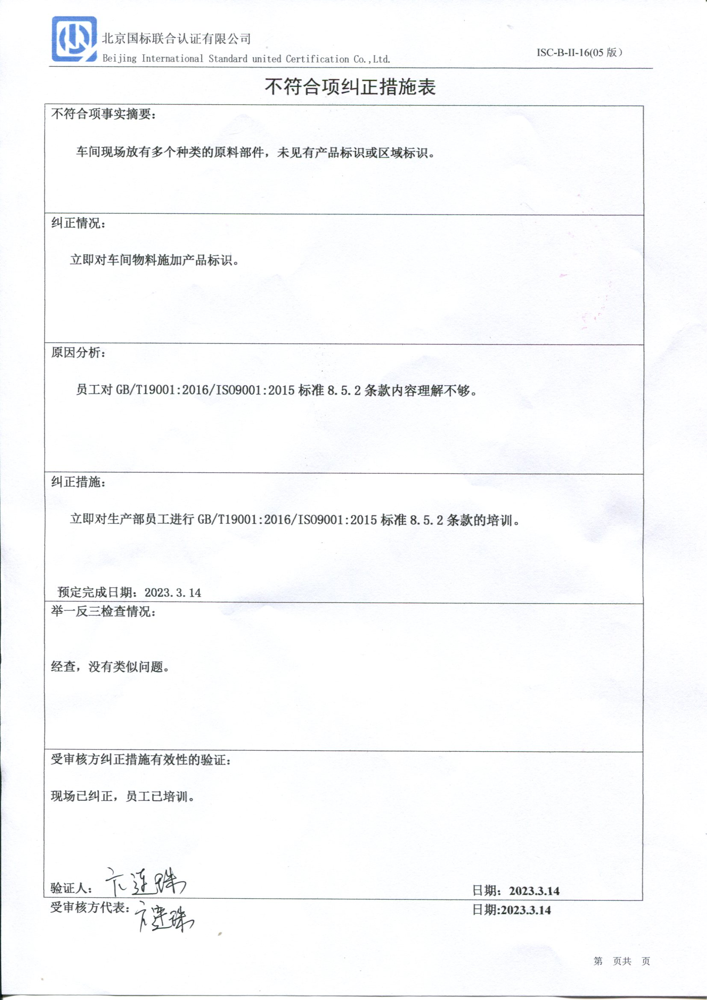 北京国标联合认证有限公司
Beijing International Standard united Certification Co.,Ltd.
ISC-B-II-16(05 版）
不符合项纠正措施表
不符合项事实摘要：
车间现场放有多个种类的原料部件，未见有产品标识或区域标识。
纠正情况：
立即对车间物料施加产品标识。
原因分析：
员工对 GB/T19001:2016/ISO9001:2015 标准 8.5.2 条款内容理解不够。
纠正措施：
立即对生产部员工进行 GB/T19001:2016/ISO9001:2015 标准 8.5.2 条款的培训。
预定完成日期：2023.3.14
举一反三检查情况：
经查，没有类似问题。
受审核方纠正措施有效性的验证：
现场已纠正，员工已培训。
验证人： 连珠 日期：2023.3.14
受审核方代表： 连珠 日期:2023.3.14
第 页共 页